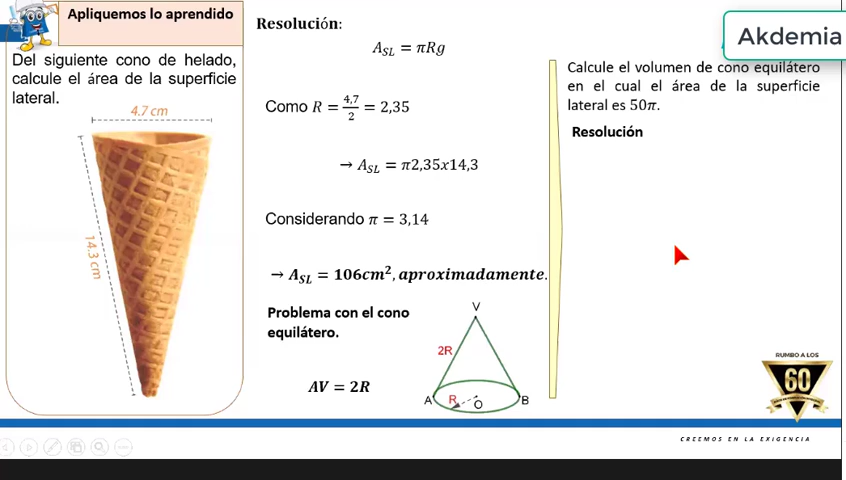 Apliquemos lo aprendido
Del siguiente cono de helado,
calcule el área de la superficie
lateral.
4.7 cm
14.3 cm
Resolución:
A_SL = πRg
Como R = 4,7/2 = 2,35
→ A_SL = π2,35x14,3
Considerando π = 3,14
→ A_SL = 106cm², aproximadamente.
Problema con el cono
equilátero.
AV = 2R
V
2R
A
R
O
B
Akdemia
Calcule el volumen de cono equilátero
en el cual el área de la superficie
lateral es 50π.
Resolución
RUMBO A LOS
60
CREEMOS EN LA EXIGENCIA